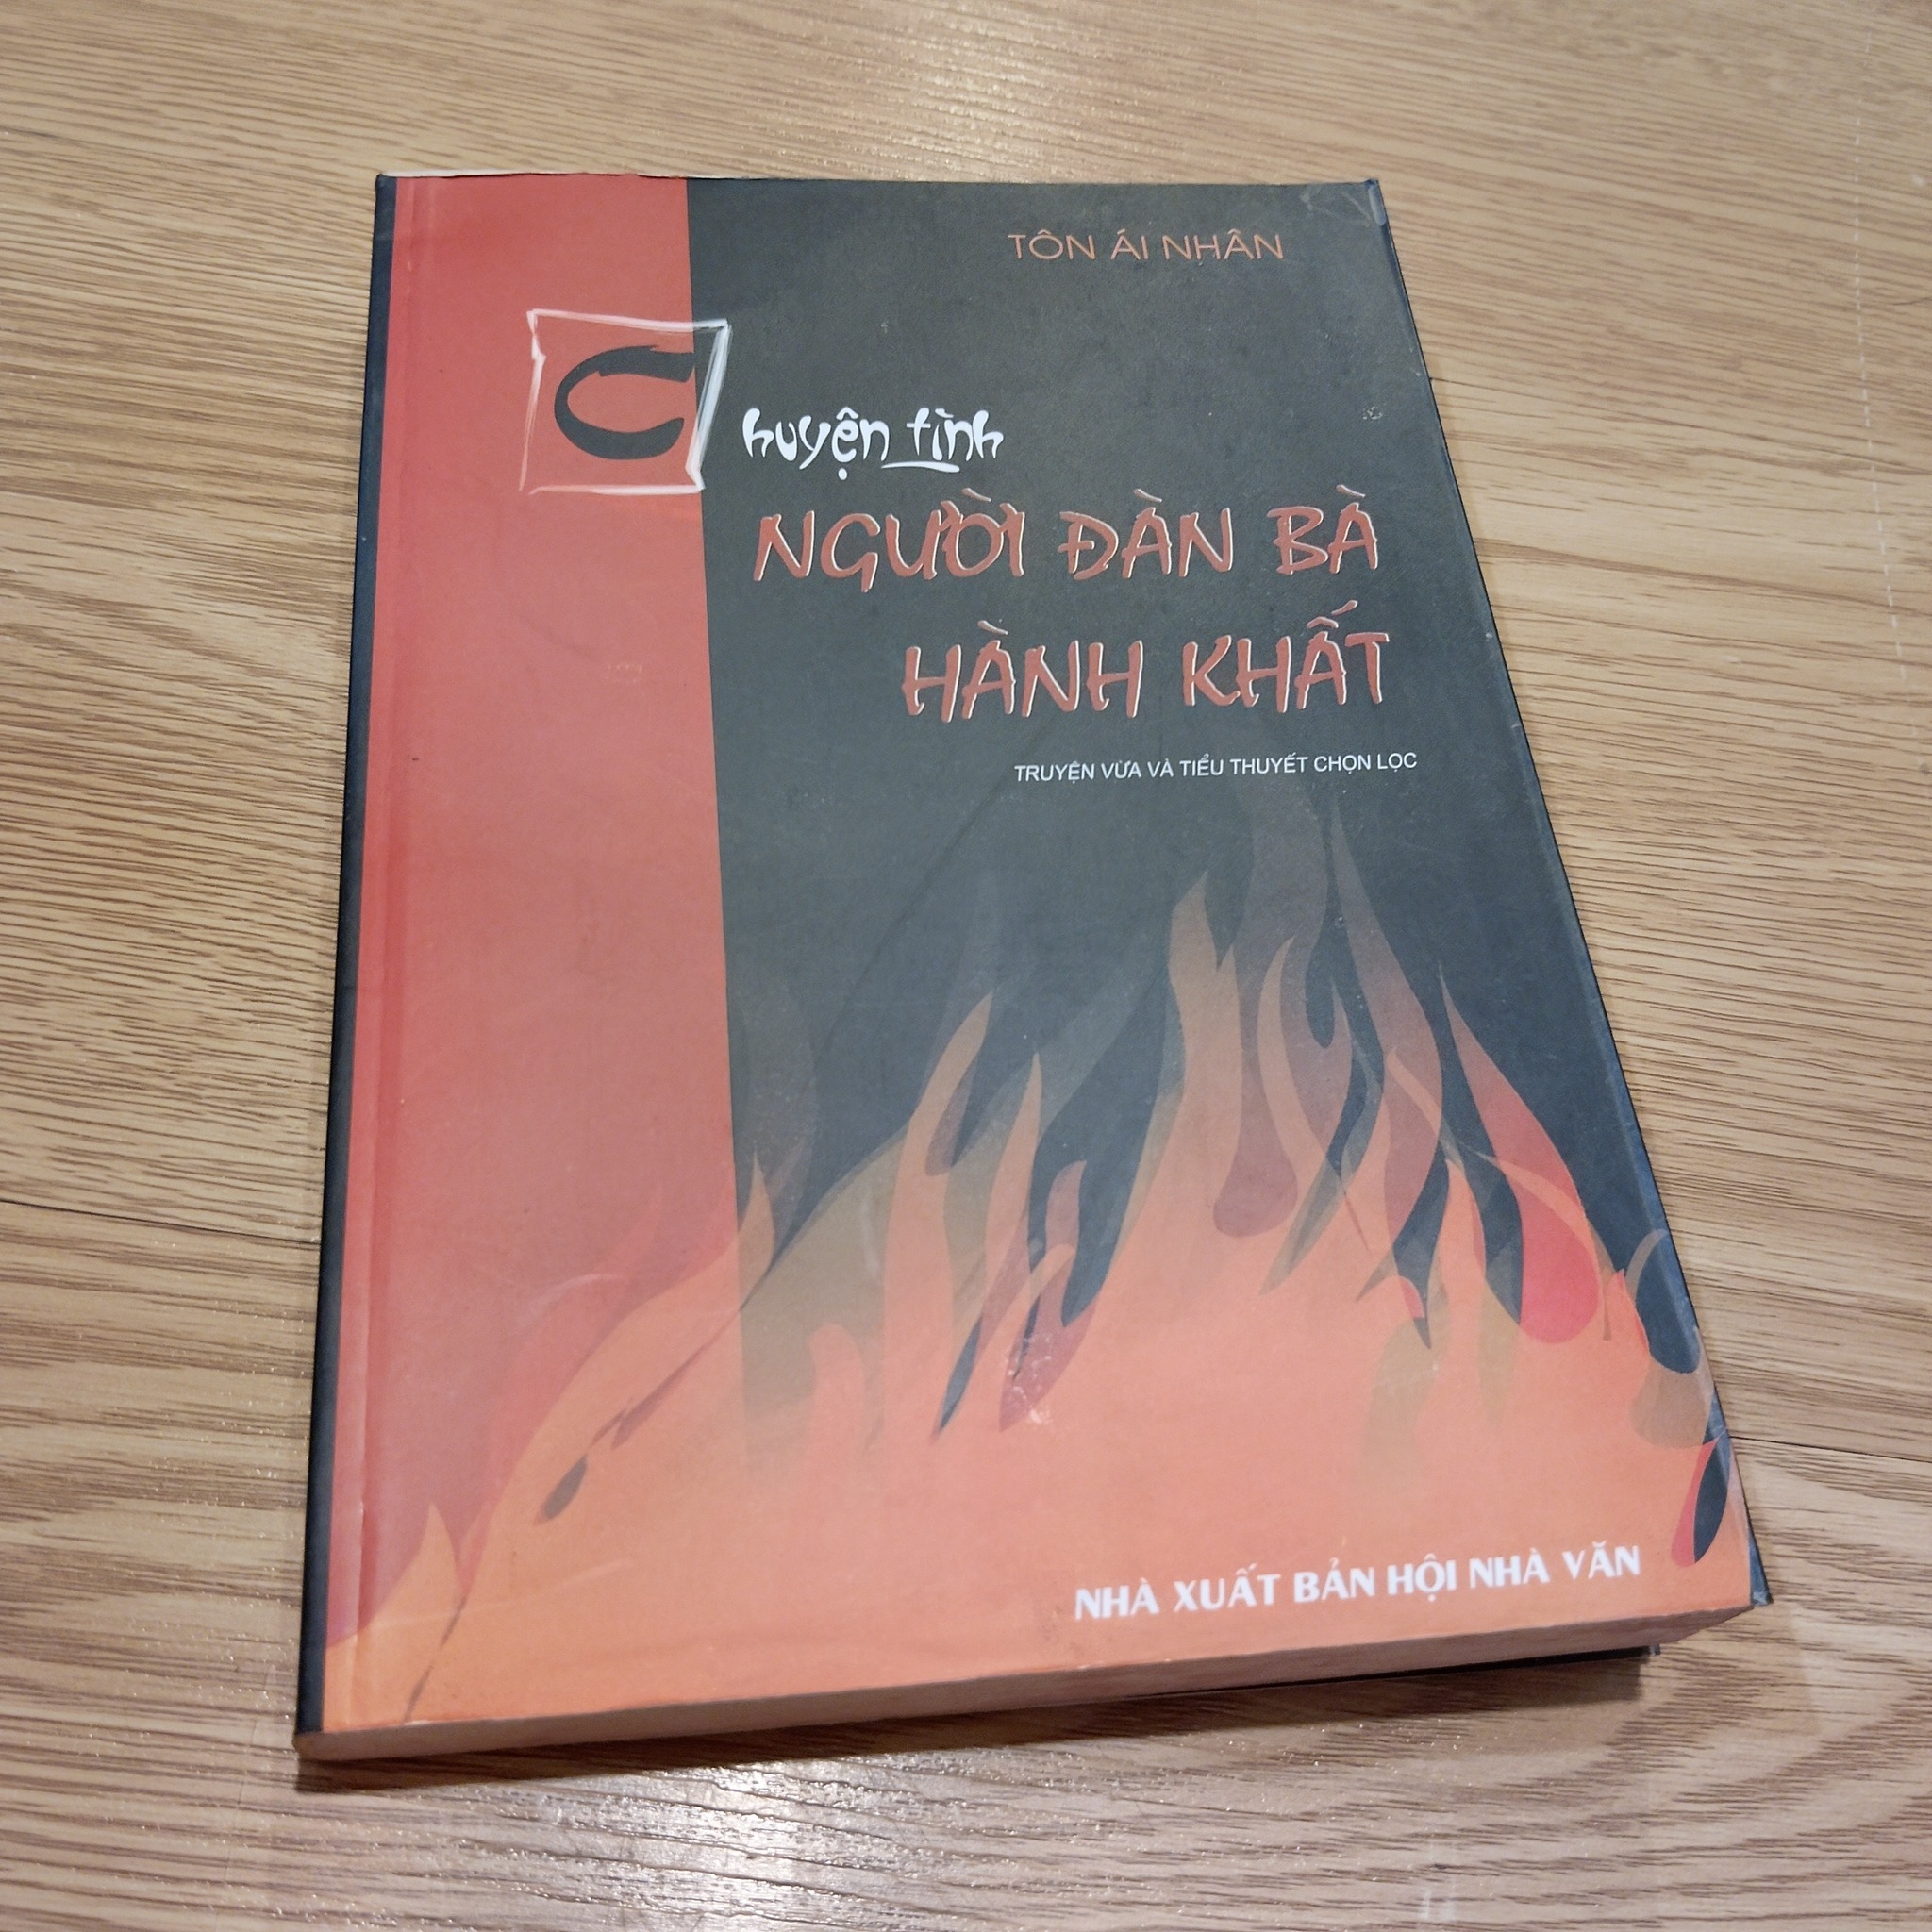 TÔN ÁI NHÂN
Chuyện tình
NGƯỜI ĐÀN BÀ
HÀNH KHẤT
TRUYỆN VỪA VÀ TIỂU THUYẾT CHỌN LỌC
NHÀ XUẤT BẢN HỘI NHÀ VĂN